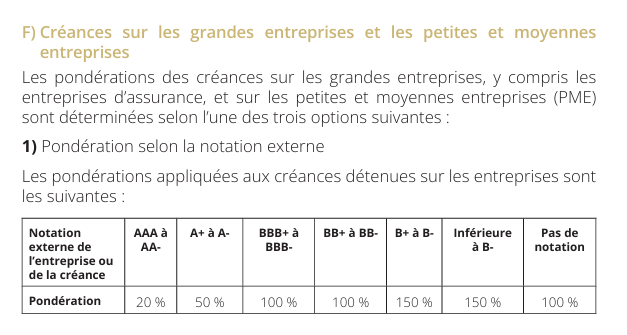 F) Créances sur les grandes entreprises et les petites et moyennes
entreprises
Les pondérations des créances sur les grandes entreprises, y compris les
entreprises d’assurance, et sur les petites et moyennes entreprises (PME)
sont déterminées selon l’une des trois options suivantes :
1) Pondération selon la notation externe
Les pondérations appliquées aux créances détenues sur les entreprises sont
les suivantes :
Notation externe de l’entreprise ou de la créance | AAA à AA- | A+ à A- | BBB+ à BBB- | BB+ à BB- | B+ à B- | Inférieure à B- | Pas de notation
Pondération | 20 % | 50 % | 100 % | 100 % | 150 % | 150 % | 100 %